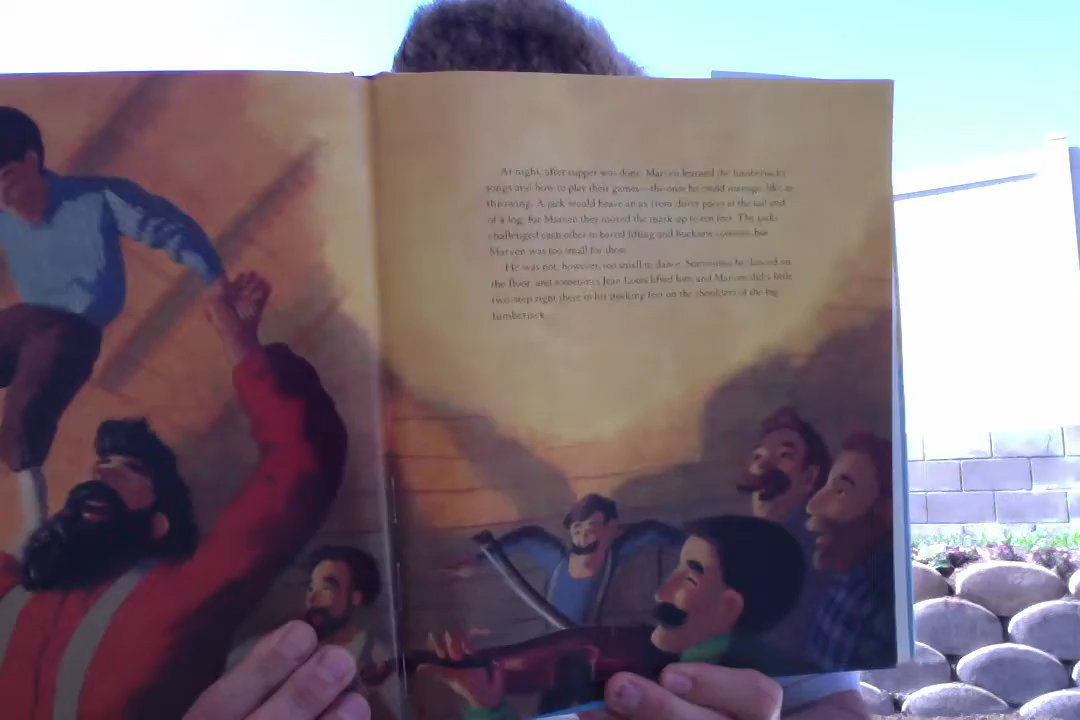 At night, after supper was done, Marven learned the lumberjacks'
songs and how to play their games—the ones he could manage, like ax
throwing. A jack would heave an ax from thirty paces at the tail end
of a log; for Marven they moved the mark up to ten feet. The jacks
challenged each other to barrel lifting and bucksaw contests, but
Marven was too small for those.
He was not, however, too small to dance. Sometimes he danced on
the floor, and sometimes Jean Louis lifted him and Marven did a little
two-step right there in his stocking feet on the shoulders of the big
lumberjack.